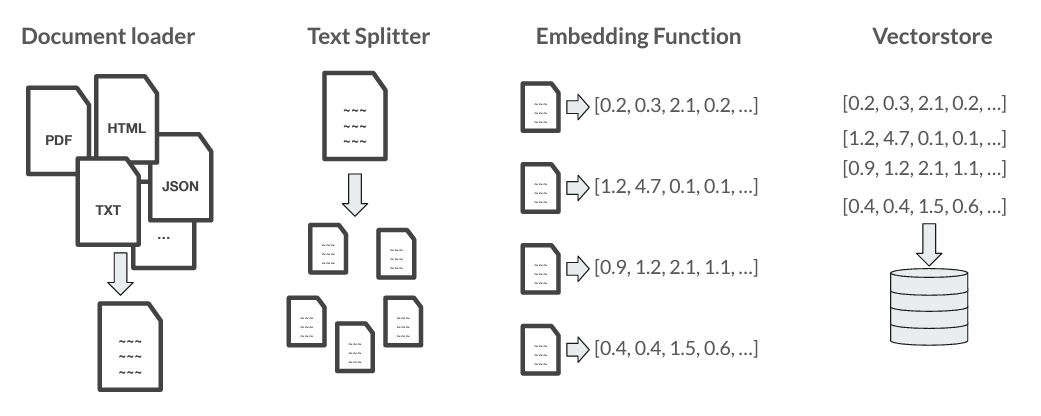 Document loader
PDF
HTML
JSON
TXT
...
~~~
~~~
~~~
Text Splitter
~~~
~~~
~~~
Embedding Function
[0.2, 0.3, 2.1, 0.2, ...]
[1.2, 4.7, 0.1, 0.1, ...]
[0.9, 1.2, 2.1, 1.1, ...]
[0.4, 0.4, 1.5, 0.6, ...]
Vectorstore
[0.2, 0.3, 2.1, 0.2, ...]
[1.2, 4.7, 0.1, 0.1, ...]
[0.9, 1.2, 2.1, 1.1, ...]
[0.4, 0.4, 1.5, 0.6, ...]